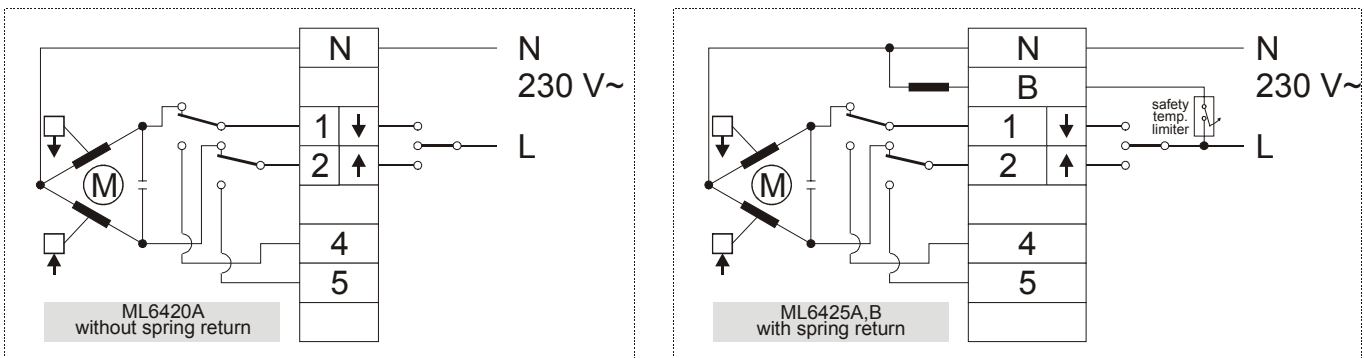 N
N
230 V~
1
2
L
M
4
5
ML6420A
without spring return
N
N
230 V~
B
safety
temp.
limiter
1
2
L
M
4
5
ML6425A,B
with spring return